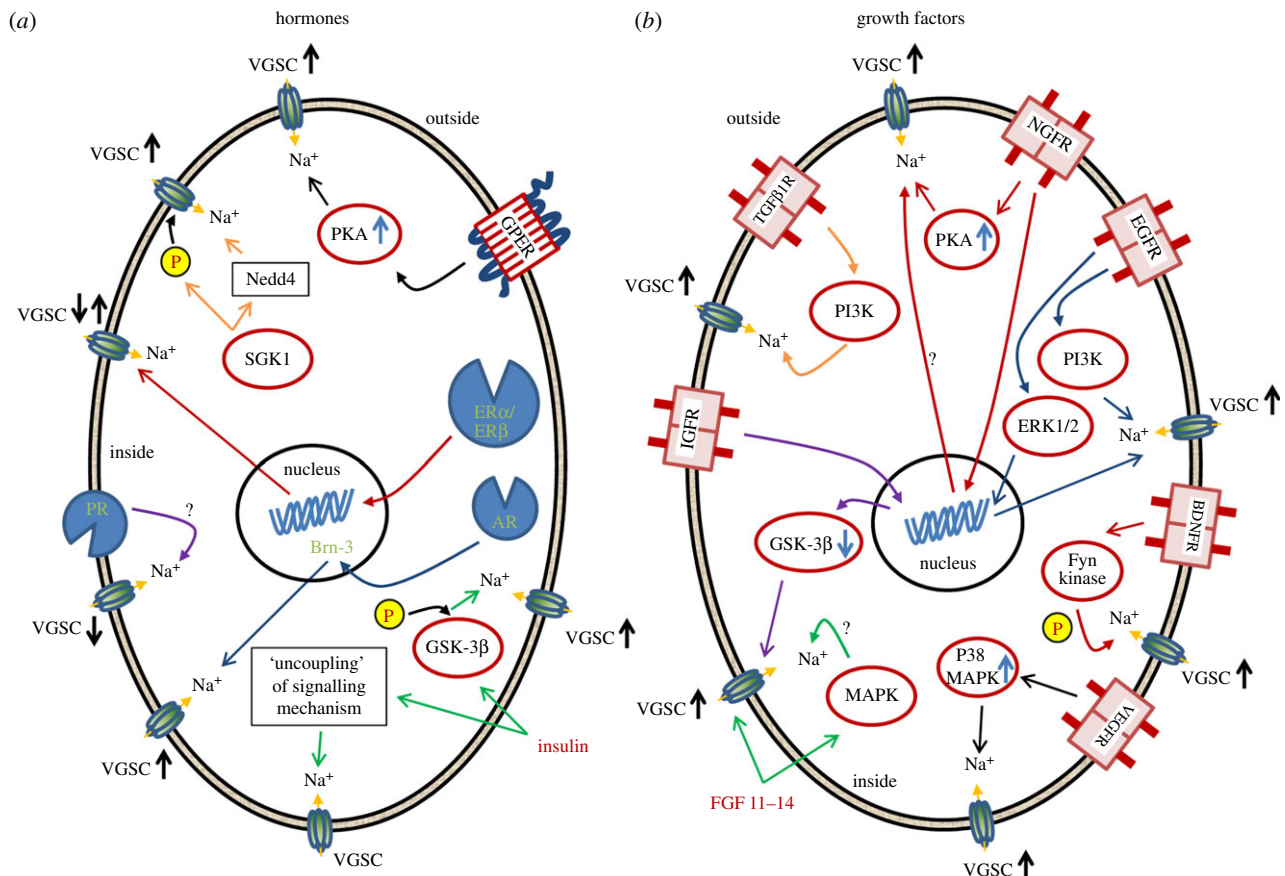 (a)
hormones
VGSC
outside
VGSC
Na+
Na+
PKA
GPER
P
Nedd4
VGSC
Na+
SGK1
ERα/
ERβ
inside
nucleus
PR
?
AR
Brn-3
Na+
Na+
P
VGSC
GSK-3β
VGSC
Na+
'uncoupling'
of signalling
mechanism
insulin
VGSC
Na+
VGSC
(b)
growth factors
VGSC
outside
NGFR
Na+
TGFβ1R
PKA
EGFR
VGSC
PI3K
Na+
?
PI3K
VGSC
IGFR
ERK1/2
Na+
BDNFR
GSK-3β
nucleus
Fyn
kinase
P
Na+
?
Na+
P38
MAPK
VGSC
MAPK
VGSC
VEGFR
Na+
inside
FGF 11–14
VGSC